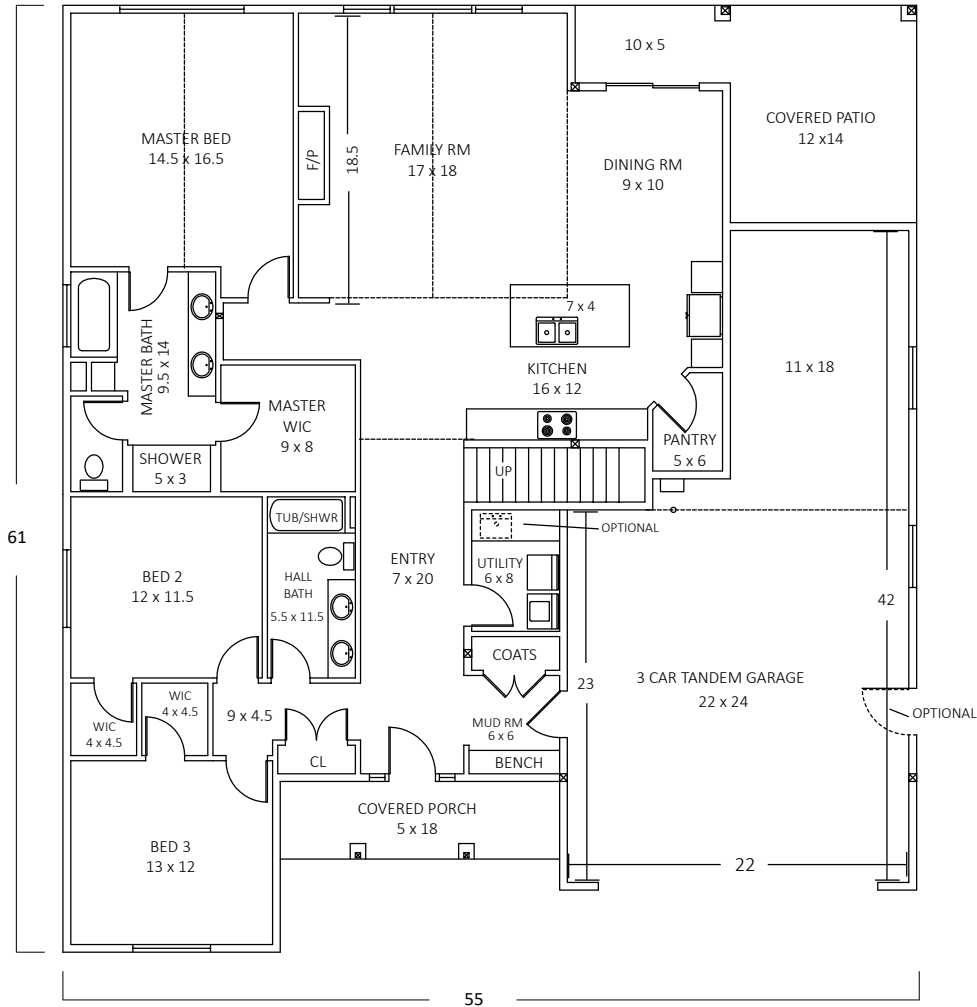 10 x 5
COVERED PATIO
12 x14
MASTER BED
14.5 x 16.5
F/P
18.5
FAMILY RM
17 x 18
DINING RM
9 x 10
7 x 4
MASTER BATH
9.5 x 14
KITCHEN
16 x 12
11 x 18
MASTER
WIC
9 x 8
PANTRY
5 x 6
SHOWER
5 x 3
UP
TUB/SHWR
OPTIONAL
61
ENTRY
7 x 20
UTILITY
6 x 8
BED 2
12 x 11.5
HALL
BATH
5.5 x 11.5
42
COATS
23
3 CAR TANDEM GARAGE
22 x 24
WIC
4 x 4.5
WIC
4 x 4.5
9 x 4.5
MUD RM
6 x 6
OPTIONAL
CL
BENCH
COVERED PORCH
5 x 18
BED 3
13 x 12
22
55